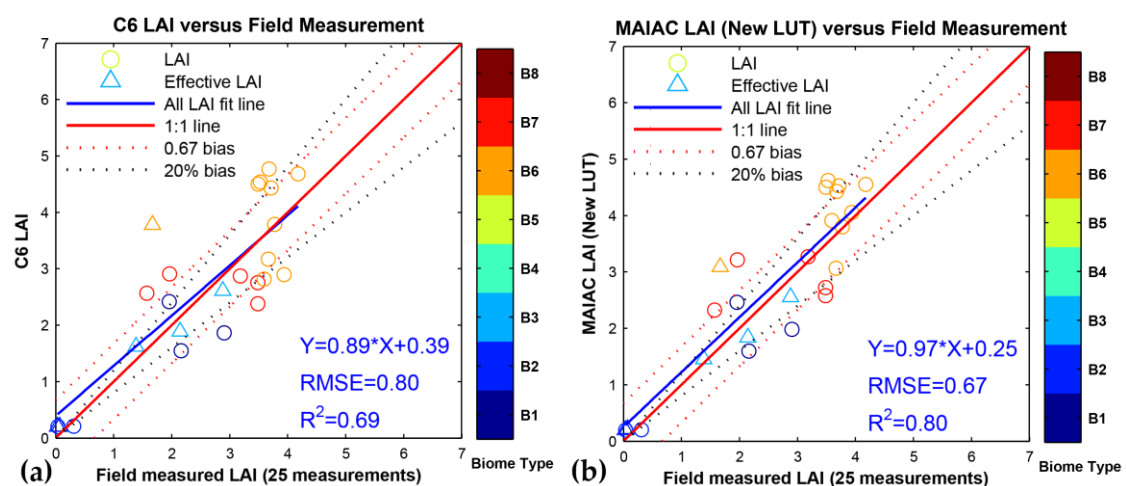 C6 LAI versus Field Measurement
7
6
5
4
3
2
1
0
C6 LAI
LAI
Effective LAI
All LAI fit line
1:1 line
0.67 bias
20% bias
Y=0.89*X+0.39
RMSE=0.80
R²=0.69
0 1 2 3 4 5 6 7
Field measured LAI (25 measurements)
(a)
B8
B7
B6
B5
B4
B3
B2
B1
Biome Type
MAIAC LAI (New LUT) versus Field Measurement
7
6
5
4
3
2
1
0
MAIAC LAI (New LUT)
LAI
Effective LAI
All LAI fit line
1:1 line
0.67 bias
20% bias
Y=0.97*X+0.25
RMSE=0.67
R²=0.80
0 1 2 3 4 5 6 7
Field measured LAI (25 measurements)
(b)
B8
B7
B6
B5
B4
B3
B2
B1
Biome Type